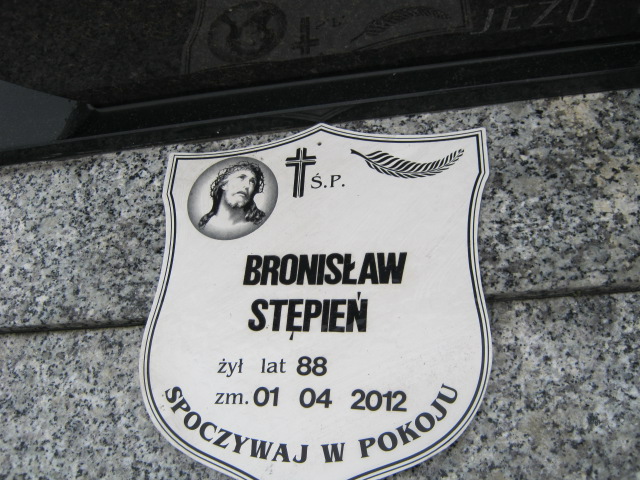 JEZU
Ś.P.
BRONISŁAW
STĘPIEŃ
żył lat 88
zm. 01 04 2012
SPOCZYWAJ W POKOJU